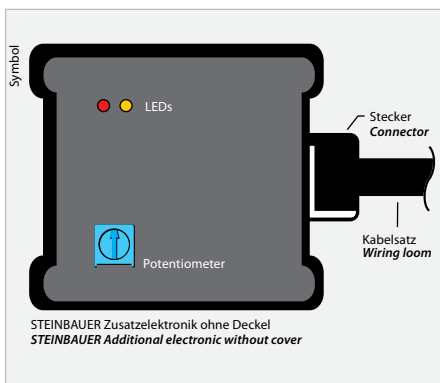 Symbol
LEDs
Stecker
Connector
Potentiometer
Kabelsatz
Wiring loom
STEINBAUER Zusatzelektronik ohne Deckel
STEINBAUER Additional electronic without cover